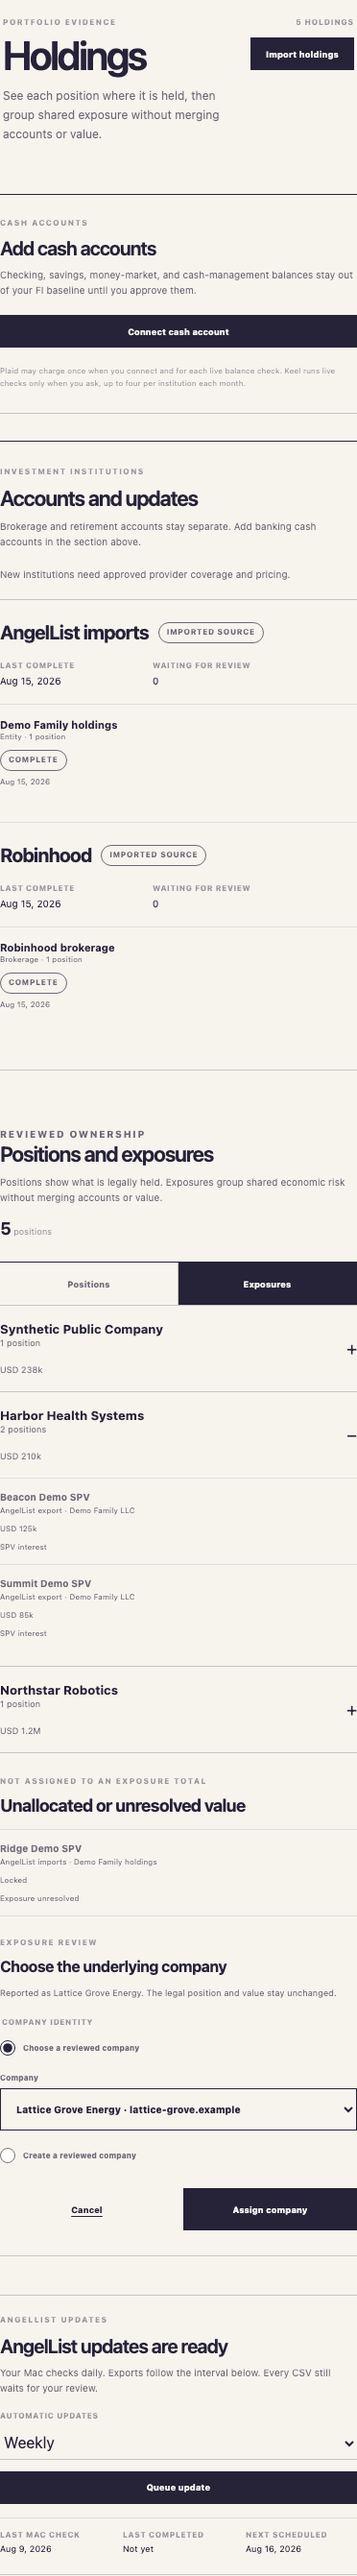 PORTFOLIO EVIDENCE
5 HOLDINGS
Holdings
Import holdings
See each position where it is held, then
group shared exposure without merging
accounts or value.
CASH ACCOUNTS
Add cash accounts
Checking, savings, money-market, and cash-management balances stay out
of your FI baseline until you approve them.
Connect cash account
Plaid may charge once when you connect and for each live balance check. Keel runs live
checks only when you ask, up to four per institution each month.
INVESTMENT INSTITUTIONS
Accounts and updates
Brokerage and retirement accounts stay separate. Add banking cash
accounts in the section above.
New institutions need approved provider coverage and pricing.
AngelList imports
IMPORTED SOURCE
LAST COMPLETE
WAITING FOR REVIEW
Aug 15, 2026
0
Demo Family holdings
Entity · 1 position
COMPLETE
Aug 15, 2026
Robinhood
IMPORTED SOURCE
LAST COMPLETE
WAITING FOR REVIEW
Aug 15, 2026
0
Robinhood brokerage
Brokerage · 1 position
COMPLETE
Aug 15, 2026
REVIEWED OWNERSHIP
Positions and exposures
Positions show what is legally held. Exposures group shared economic risk
without merging accounts or value.
5 positions
Positions
Exposures
Synthetic Public Company
1 position
+
USD 238k
Harbor Health Systems
2 positions
−
USD 210k
Beacon Demo SPV
AngelList export · Demo Family LLC
USD 125k
SPV interest
Summit Demo SPV
AngelList export · Demo Family LLC
USD 85k
SPV interest
Northstar Robotics
1 position
+
USD 1.2M
NOT ASSIGNED TO AN EXPOSURE TOTAL
Unallocated or unresolved value
Ridge Demo SPV
AngelList imports · Demo Family holdings
Locked
Exposure unresolved
EXPOSURE REVIEW
Choose the underlying company
Reported as Lattice Grove Energy. The legal position and value stay unchanged.
COMPANY IDENTITY
Choose a reviewed company
Company
Lattice Grove Energy · lattice-grove.example
Create a reviewed company
Cancel
Assign company
ANGELLIST UPDATES
AngelList updates are ready
Your Mac checks daily. Exports follow the interval below. Every CSV still
waits for your review.
AUTOMATIC UPDATES
Weekly
Queue update
LAST MAC CHECK
LAST COMPLETED
NEXT SCHEDULED
Aug 9, 2026
Not yet
Aug 16, 2026